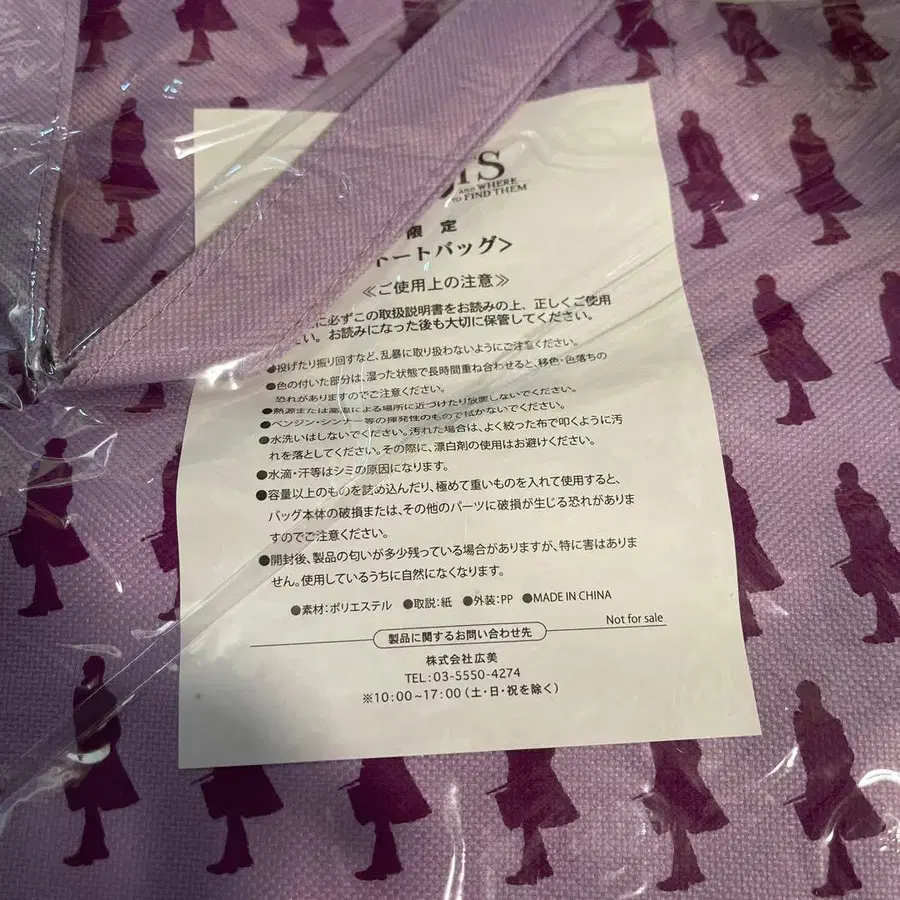 TS
AND WHERE
TO FIND THEM
限定
トートバッグ>
≪ご使用上の注意≫
に必ずこの取扱説明書をお読みの上、正しくご使用
い。お読みになった後も大切に保管してください。
●投げたり振り回すなど、乱暴に取り扱わないようにご注意ください。
●色の付いた部分は、湿った状態で長時間重ね合わせると、移色・色落ちの
恐れがありますのでご注意ください。
●熱源または高温による場所に近づけたり放置しないでください。
●ベンジン・シンナー等の揮発性のもので拭かないでください。
●水洗いはしないでください。汚れた場合は、よく絞った布で叩くように汚
れを落としてください。その際に、漂白剤の使用はお避けください。
●水滴・汗等はシミの原因になります。
●容量以上のものを詰め込んだり、極めて重いものを入れて使用すると、
バッグ本体の破損または、その他のパーツに破損が生じる恐れがありま
すのでご注意ください。
●開封後、製品の匂いが多少残っている場合がありますが、特に害はありま
せん。使用しているうちに自然になくなります。
●素材：ポリエステル ●取説：紙 ●外装：PP ●MADE IN CHINA
Not for sale
製品に関するお問い合わせ先
株式会社広美
TEL：03-5550-4274
※10:00~17:00（土・日・祝を除く）